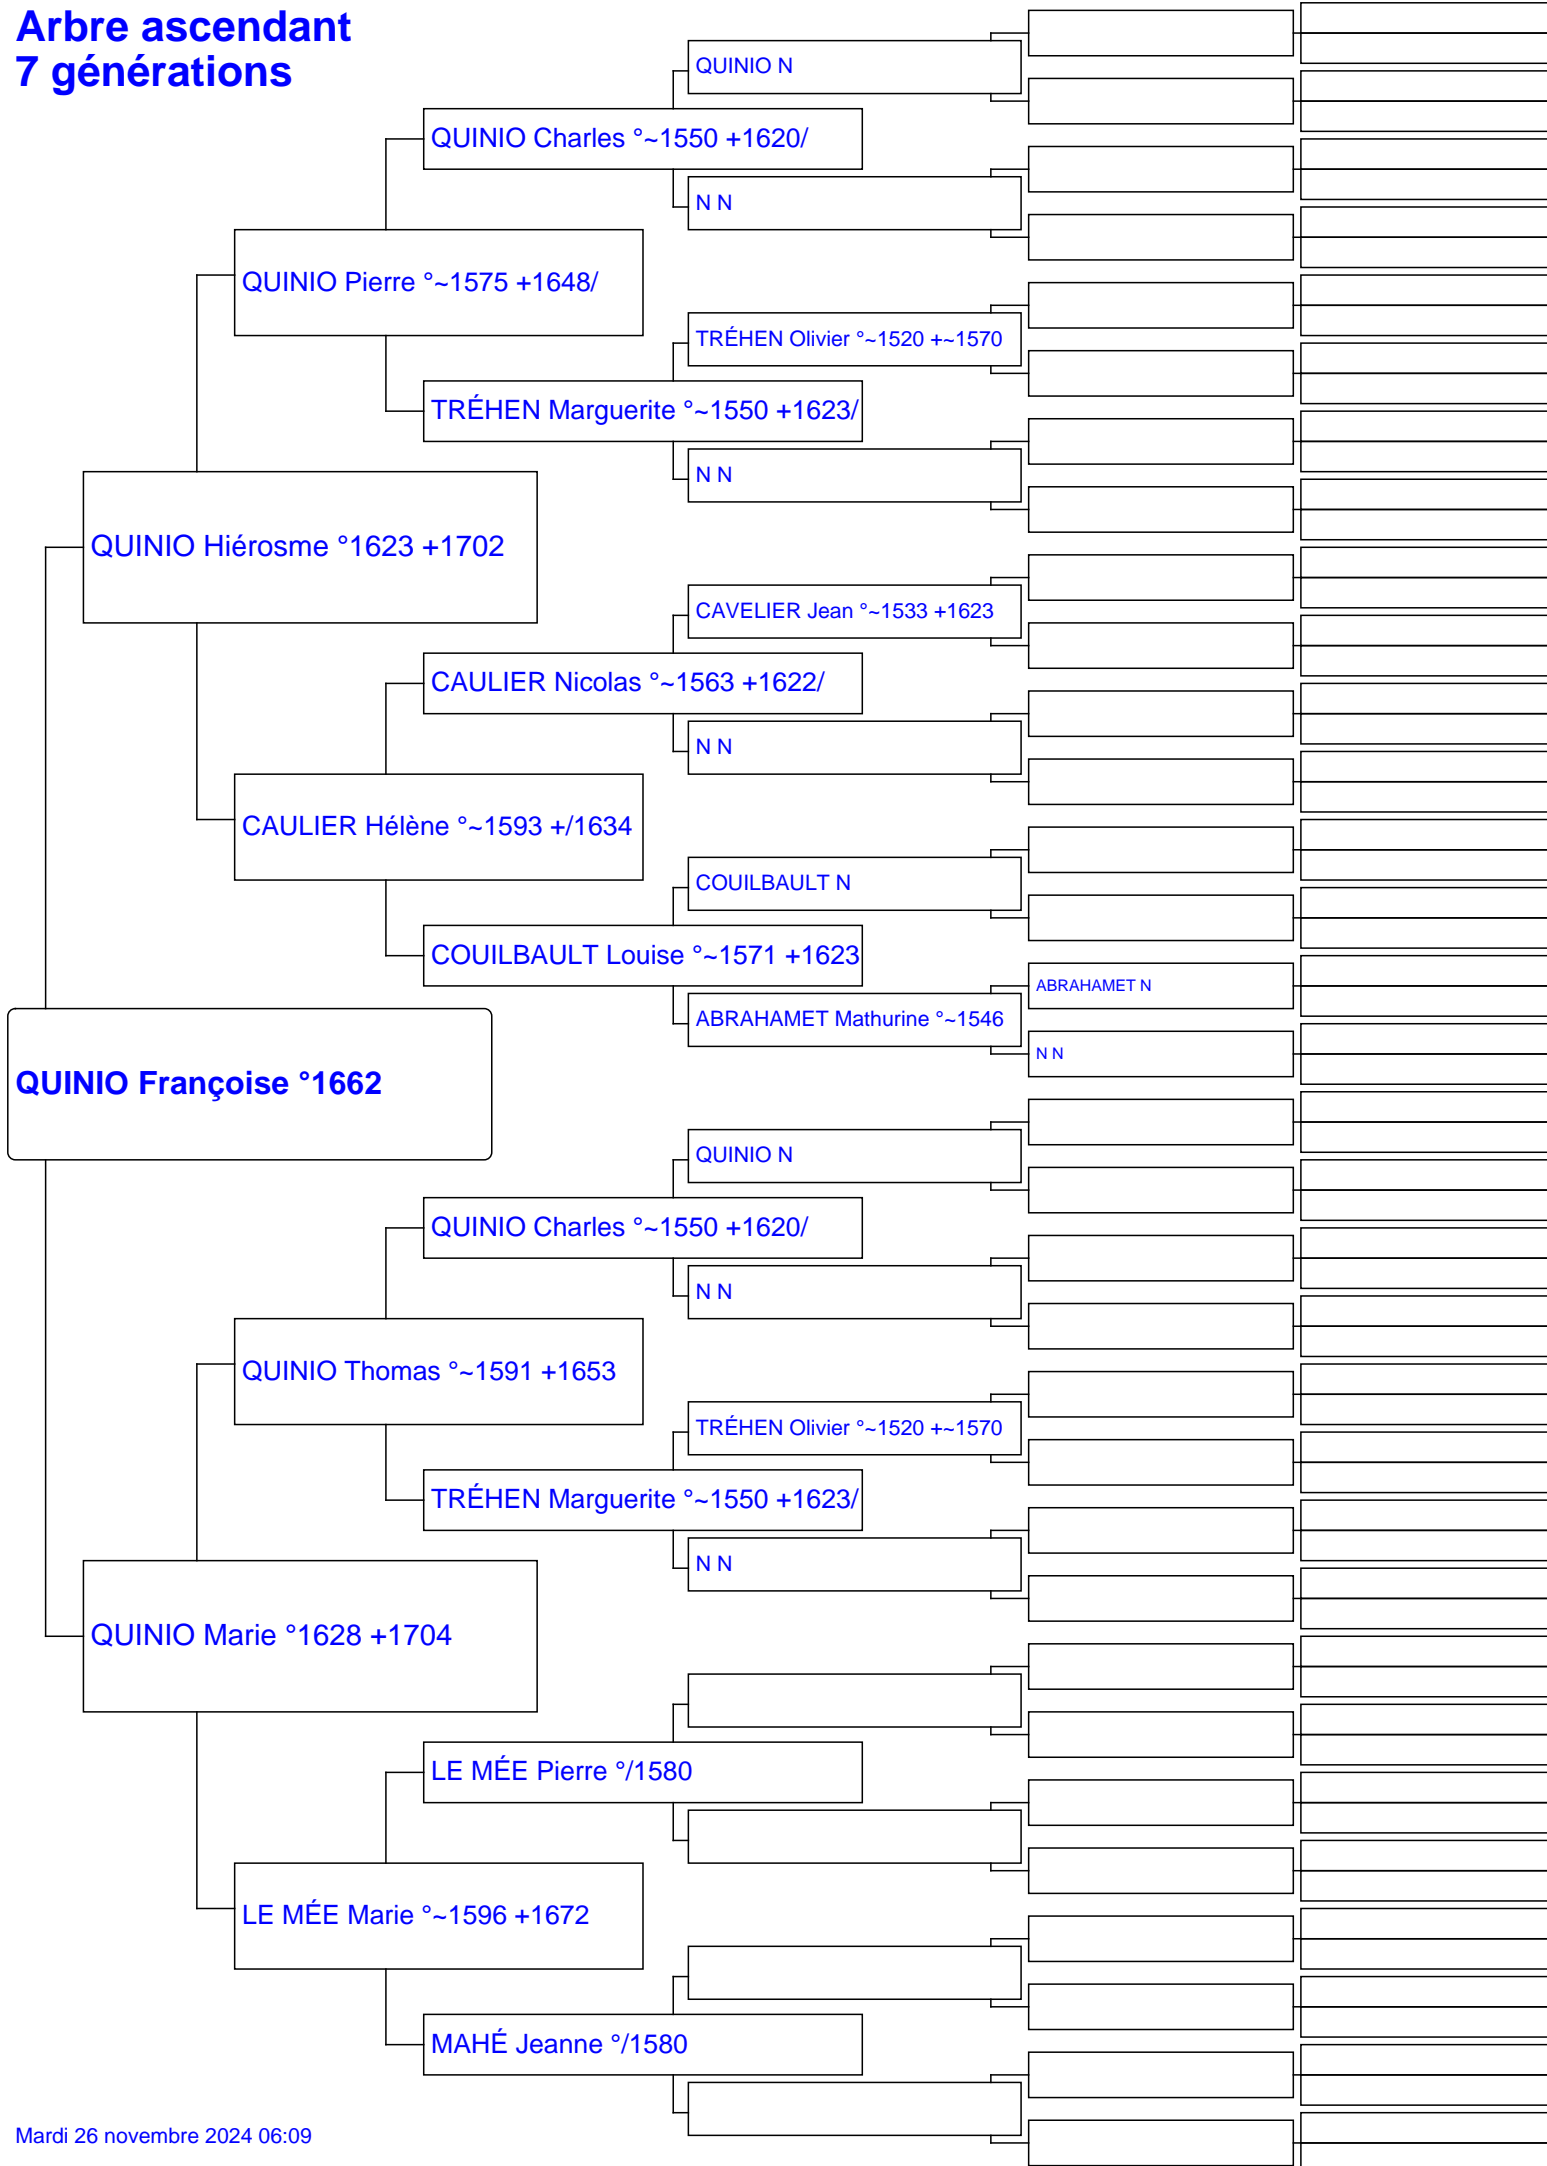 Arbre ascendant
7 générations
QUINIO N
QUINIO Charles °~1550 +1620/
N N
QUINIO Pierre °~1575 +1648/
TRÉHEN Olivier °~1520 +~1570
TRÉHEN Marguerite °~1550 +1623/
N N
QUINIO Hiérosme °1623 +1702
CAVELIER Jean °~1533 +1623
CAULIER Nicolas °~1563 +1622/
N N
CAULIER Hélène °~1593 +/1634
COUILBAULT N
COUILBAULT Louise °~1571 +1623
ABRAHAMET N
ABRAHAMET Mathurine °~1546
N N
QUINIO Françoise °1662
QUINIO N
QUINIO Charles °~1550 +1620/
N N
QUINIO Thomas °~1591 +1653
TRÉHEN Olivier °~1520 +~1570
TRÉHEN Marguerite °~1550 +1623/
N N
QUINIO Marie °1628 +1704
LE MÉE Pierre °/1580
LE MÉE Marie °~1596 +1672
MAHÉ Jeanne °/1580
Mardi 26 novembre 2024 06:09